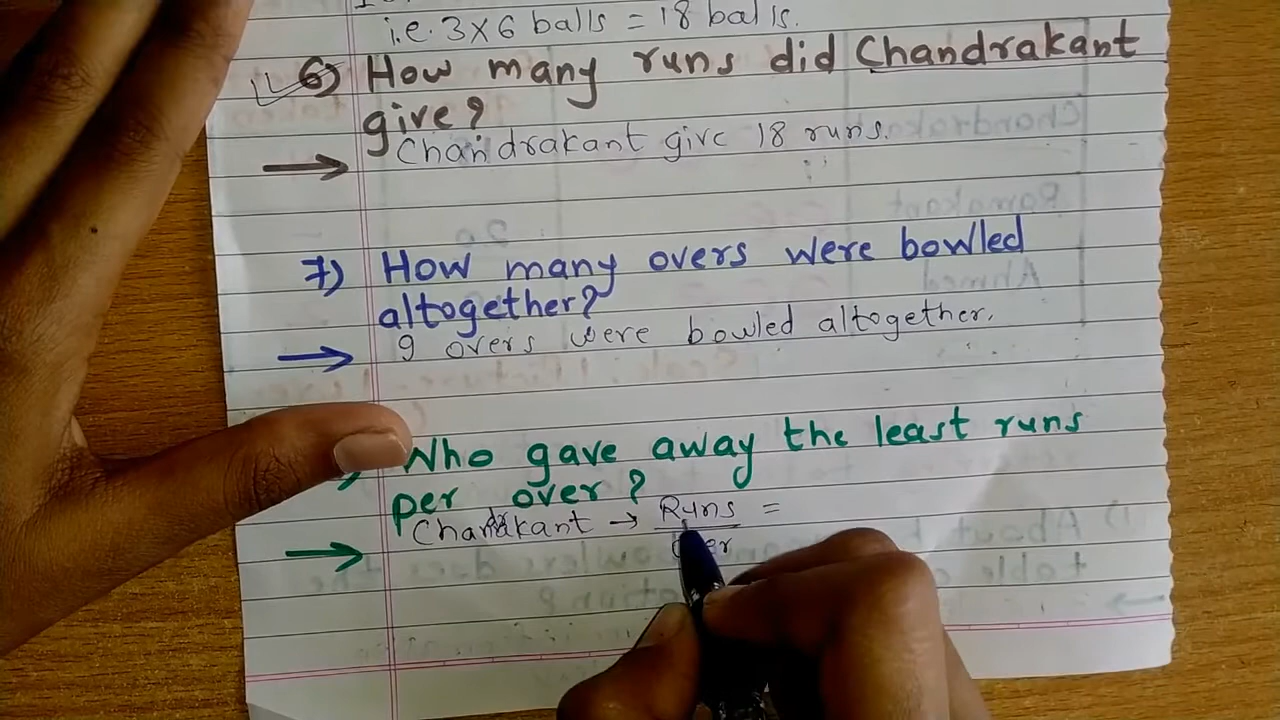 i.e. 3×6 balls = 18 balls.
6) How many runs did Chandrakant
give?
Chandrakant give 18 runs.
7) How many overs were bowled
altogether?
9 overs were bowled altogether.
Who gave away the least runs
per over?
Chandrakant → Runs =